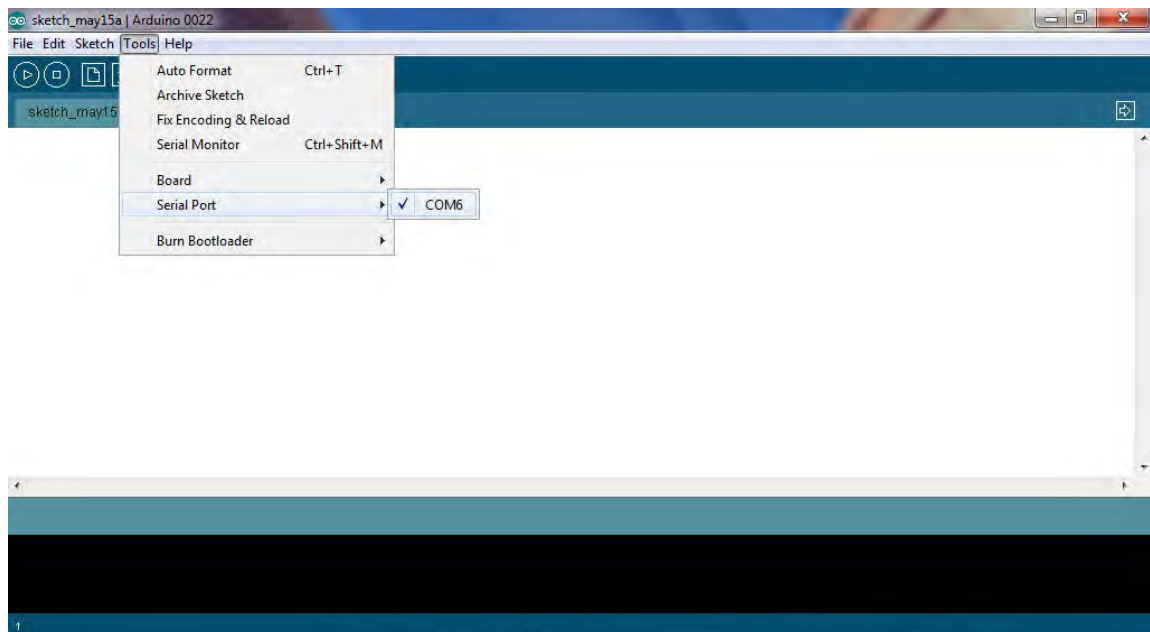 sketch_may15a | Arduino 0022
File Edit Sketch Tools Help
Auto Format Ctrl+T
Archive Sketch
sketch_may15
Fix Encoding & Reload
Serial Monitor Ctrl+Shift+M
Board
Serial Port COM6
Burn Bootloader
1